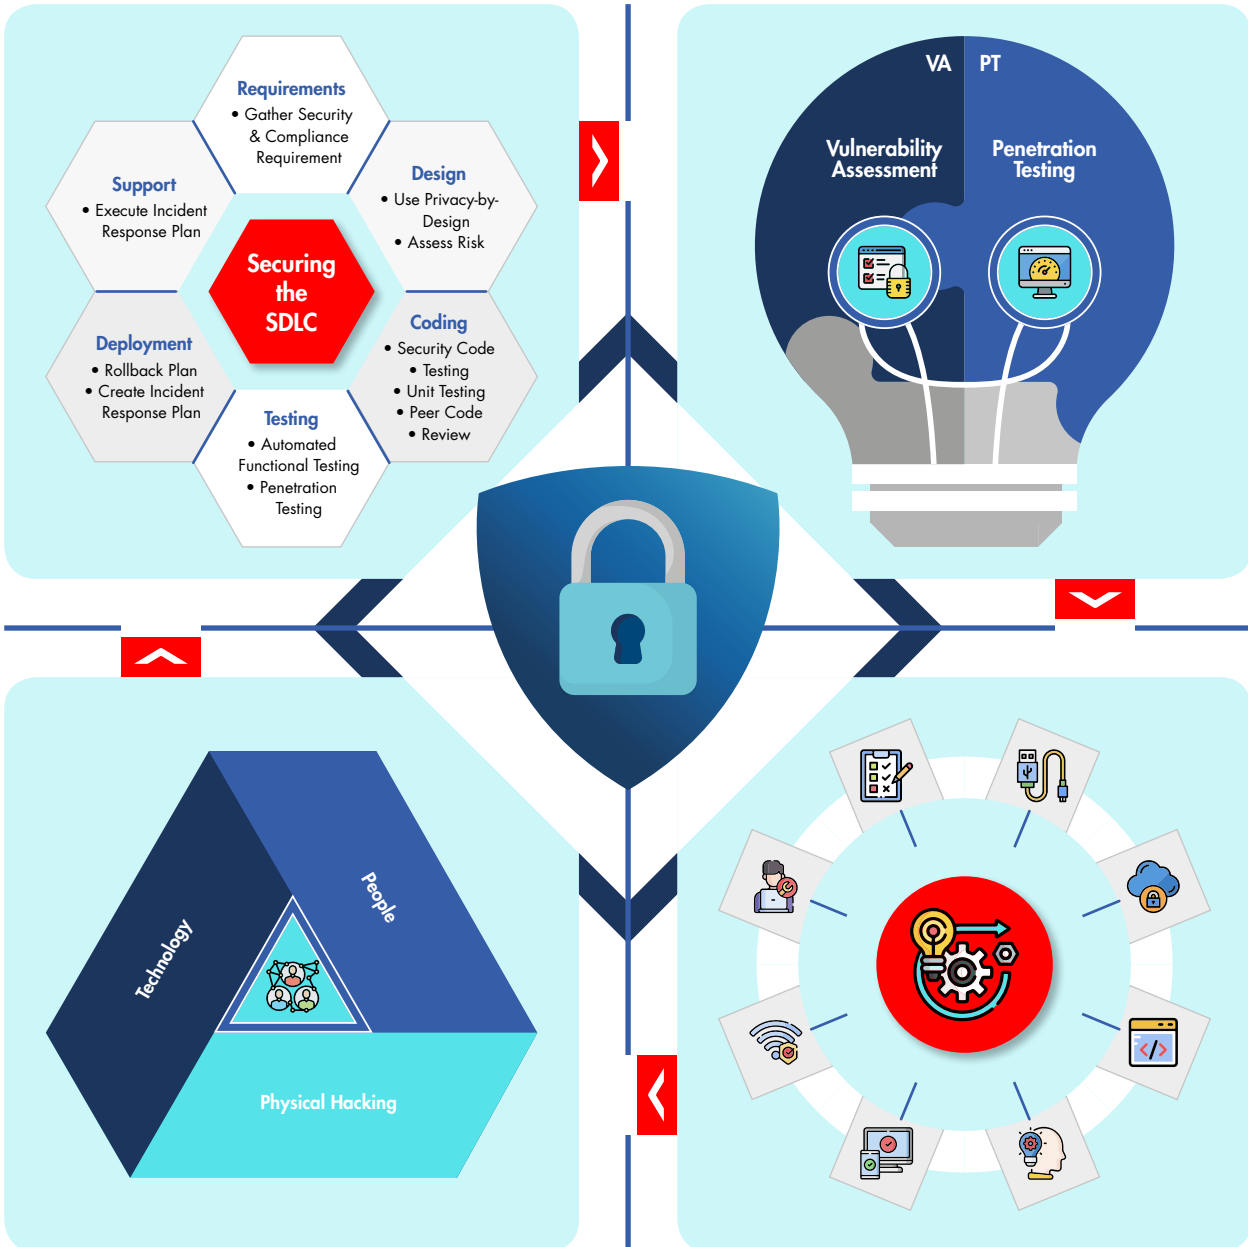 Requirements
• Gather Security
& Compliance
Requirement
Design
• Use Privacy-by-
Design
• Assess Risk
Coding
• Security Code
• Testing
• Unit Testing
• Peer Code
• Review
Testing
• Automated
Functional Testing
• Penetration
Testing
Deployment
• Rollback Plan
• Create Incident
Response Plan
Support
• Execute Incident
Response Plan
Securing
the
SDLC
VA
PT
Vulnerability
Assessment
Penetration
Testing
Technology
People
Physical Hacking